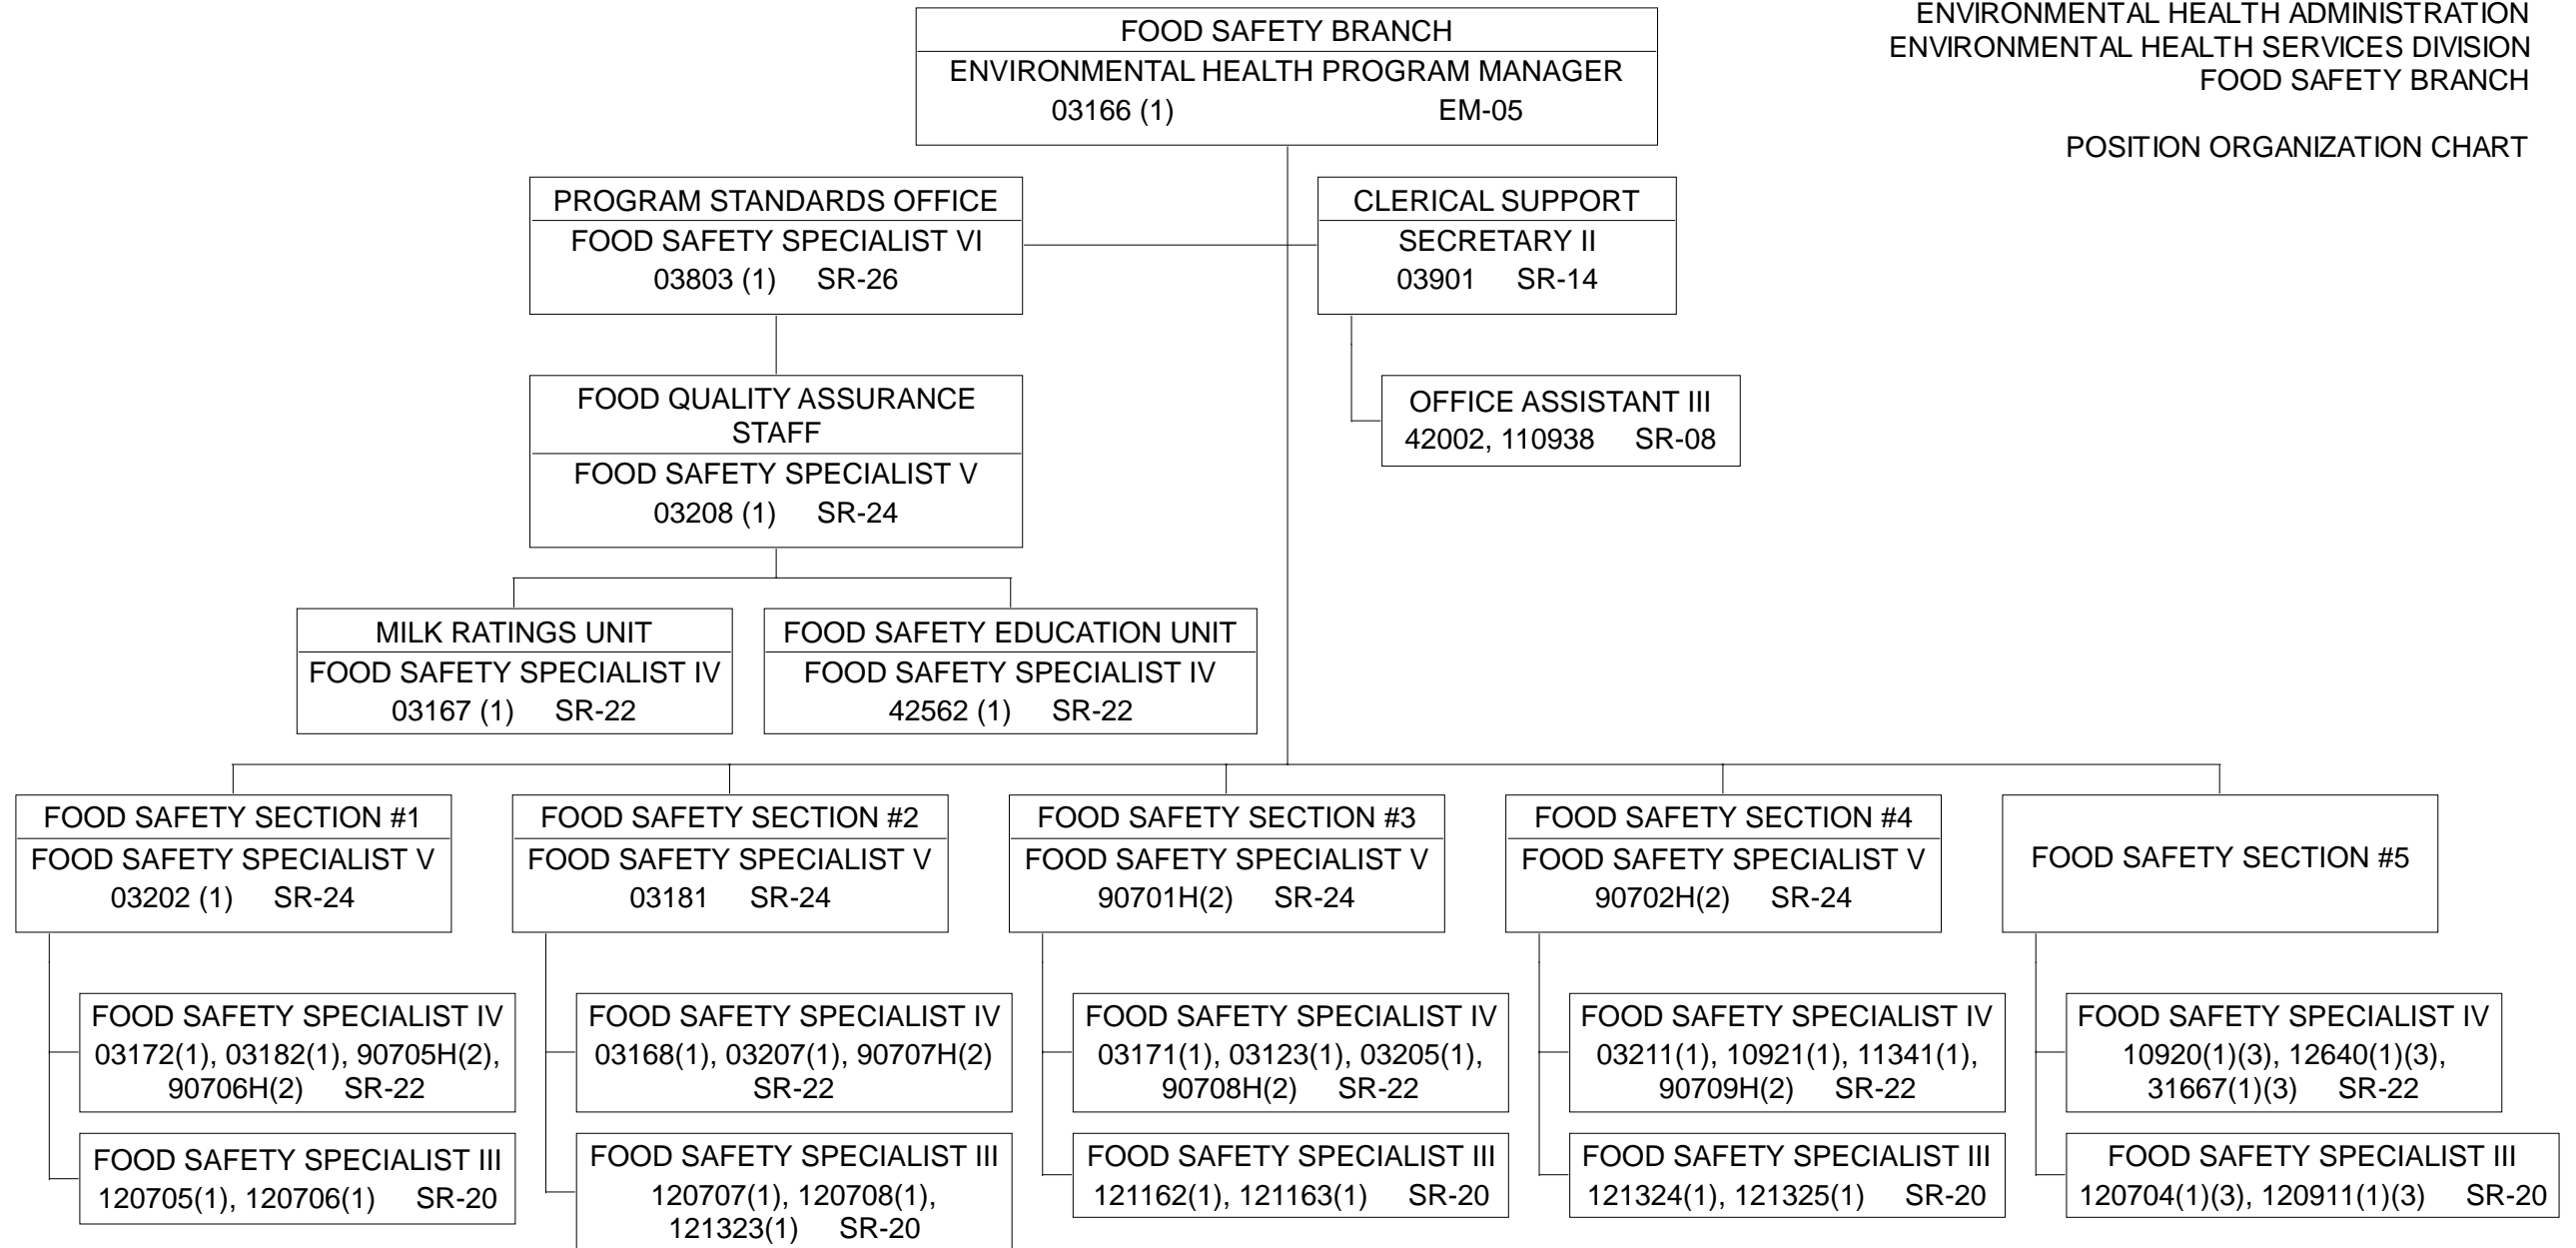 ENVIRONMENTAL HEALTH ADMINISTRATION
ENVIRONMENTAL HEALTH SERVICES DIVISION
FOOD SAFETY BRANCH
POSITION ORGANIZATION CHART
FOOD SAFETY BRANCH
ENVIRONMENTAL HEALTH PROGRAM MANAGER
03166 (1) EM-05
PROGRAM STANDARDS OFFICE
FOOD SAFETY SPECIALIST VI
03803 (1) SR-26
CLERICAL SUPPORT
SECRETARY II
03901 SR-14
OFFICE ASSISTANT III
42002, 110938 SR-08
FOOD QUALITY ASSURANCE
STAFF
FOOD SAFETY SPECIALIST V
03208 (1) SR-24
MILK RATINGS UNIT
FOOD SAFETY SPECIALIST IV
03167 (1) SR-22
FOOD SAFETY EDUCATION UNIT
FOOD SAFETY SPECIALIST IV
42562 (1) SR-22
FOOD SAFETY SECTION #1
FOOD SAFETY SPECIALIST V
03202 (1) SR-24
FOOD SAFETY SPECIALIST IV
03172(1), 03182(1), 90705H(2),
90706H(2) SR-22
FOOD SAFETY SPECIALIST III
120705(1), 120706(1) SR-20
FOOD SAFETY SECTION #2
FOOD SAFETY SPECIALIST V
03181 SR-24
FOOD SAFETY SPECIALIST IV
03168(1), 03207(1), 90707H(2)
SR-22
FOOD SAFETY SPECIALIST III
120707(1), 120708(1),
121323(1) SR-20
FOOD SAFETY SECTION #3
FOOD SAFETY SPECIALIST V
90701H(2) SR-24
FOOD SAFETY SPECIALIST IV
03171(1), 03123(1), 03205(1),
90708H(2) SR-22
FOOD SAFETY SPECIALIST III
121162(1), 121163(1) SR-20
FOOD SAFETY SECTION #4
FOOD SAFETY SPECIALIST V
90702H(2) SR-24
FOOD SAFETY SPECIALIST IV
03211(1), 10921(1), 11341(1),
90709H(2) SR-22
FOOD SAFETY SPECIALIST III
121324(1), 121325(1) SR-20
FOOD SAFETY SECTION #5
FOOD SAFETY SPECIALIST IV
10920(1)(3), 12640(1)(3),
31667(1)(3) SR-22
FOOD SAFETY SPECIALIST III
120704(1)(3), 120911(1)(3) SR-20